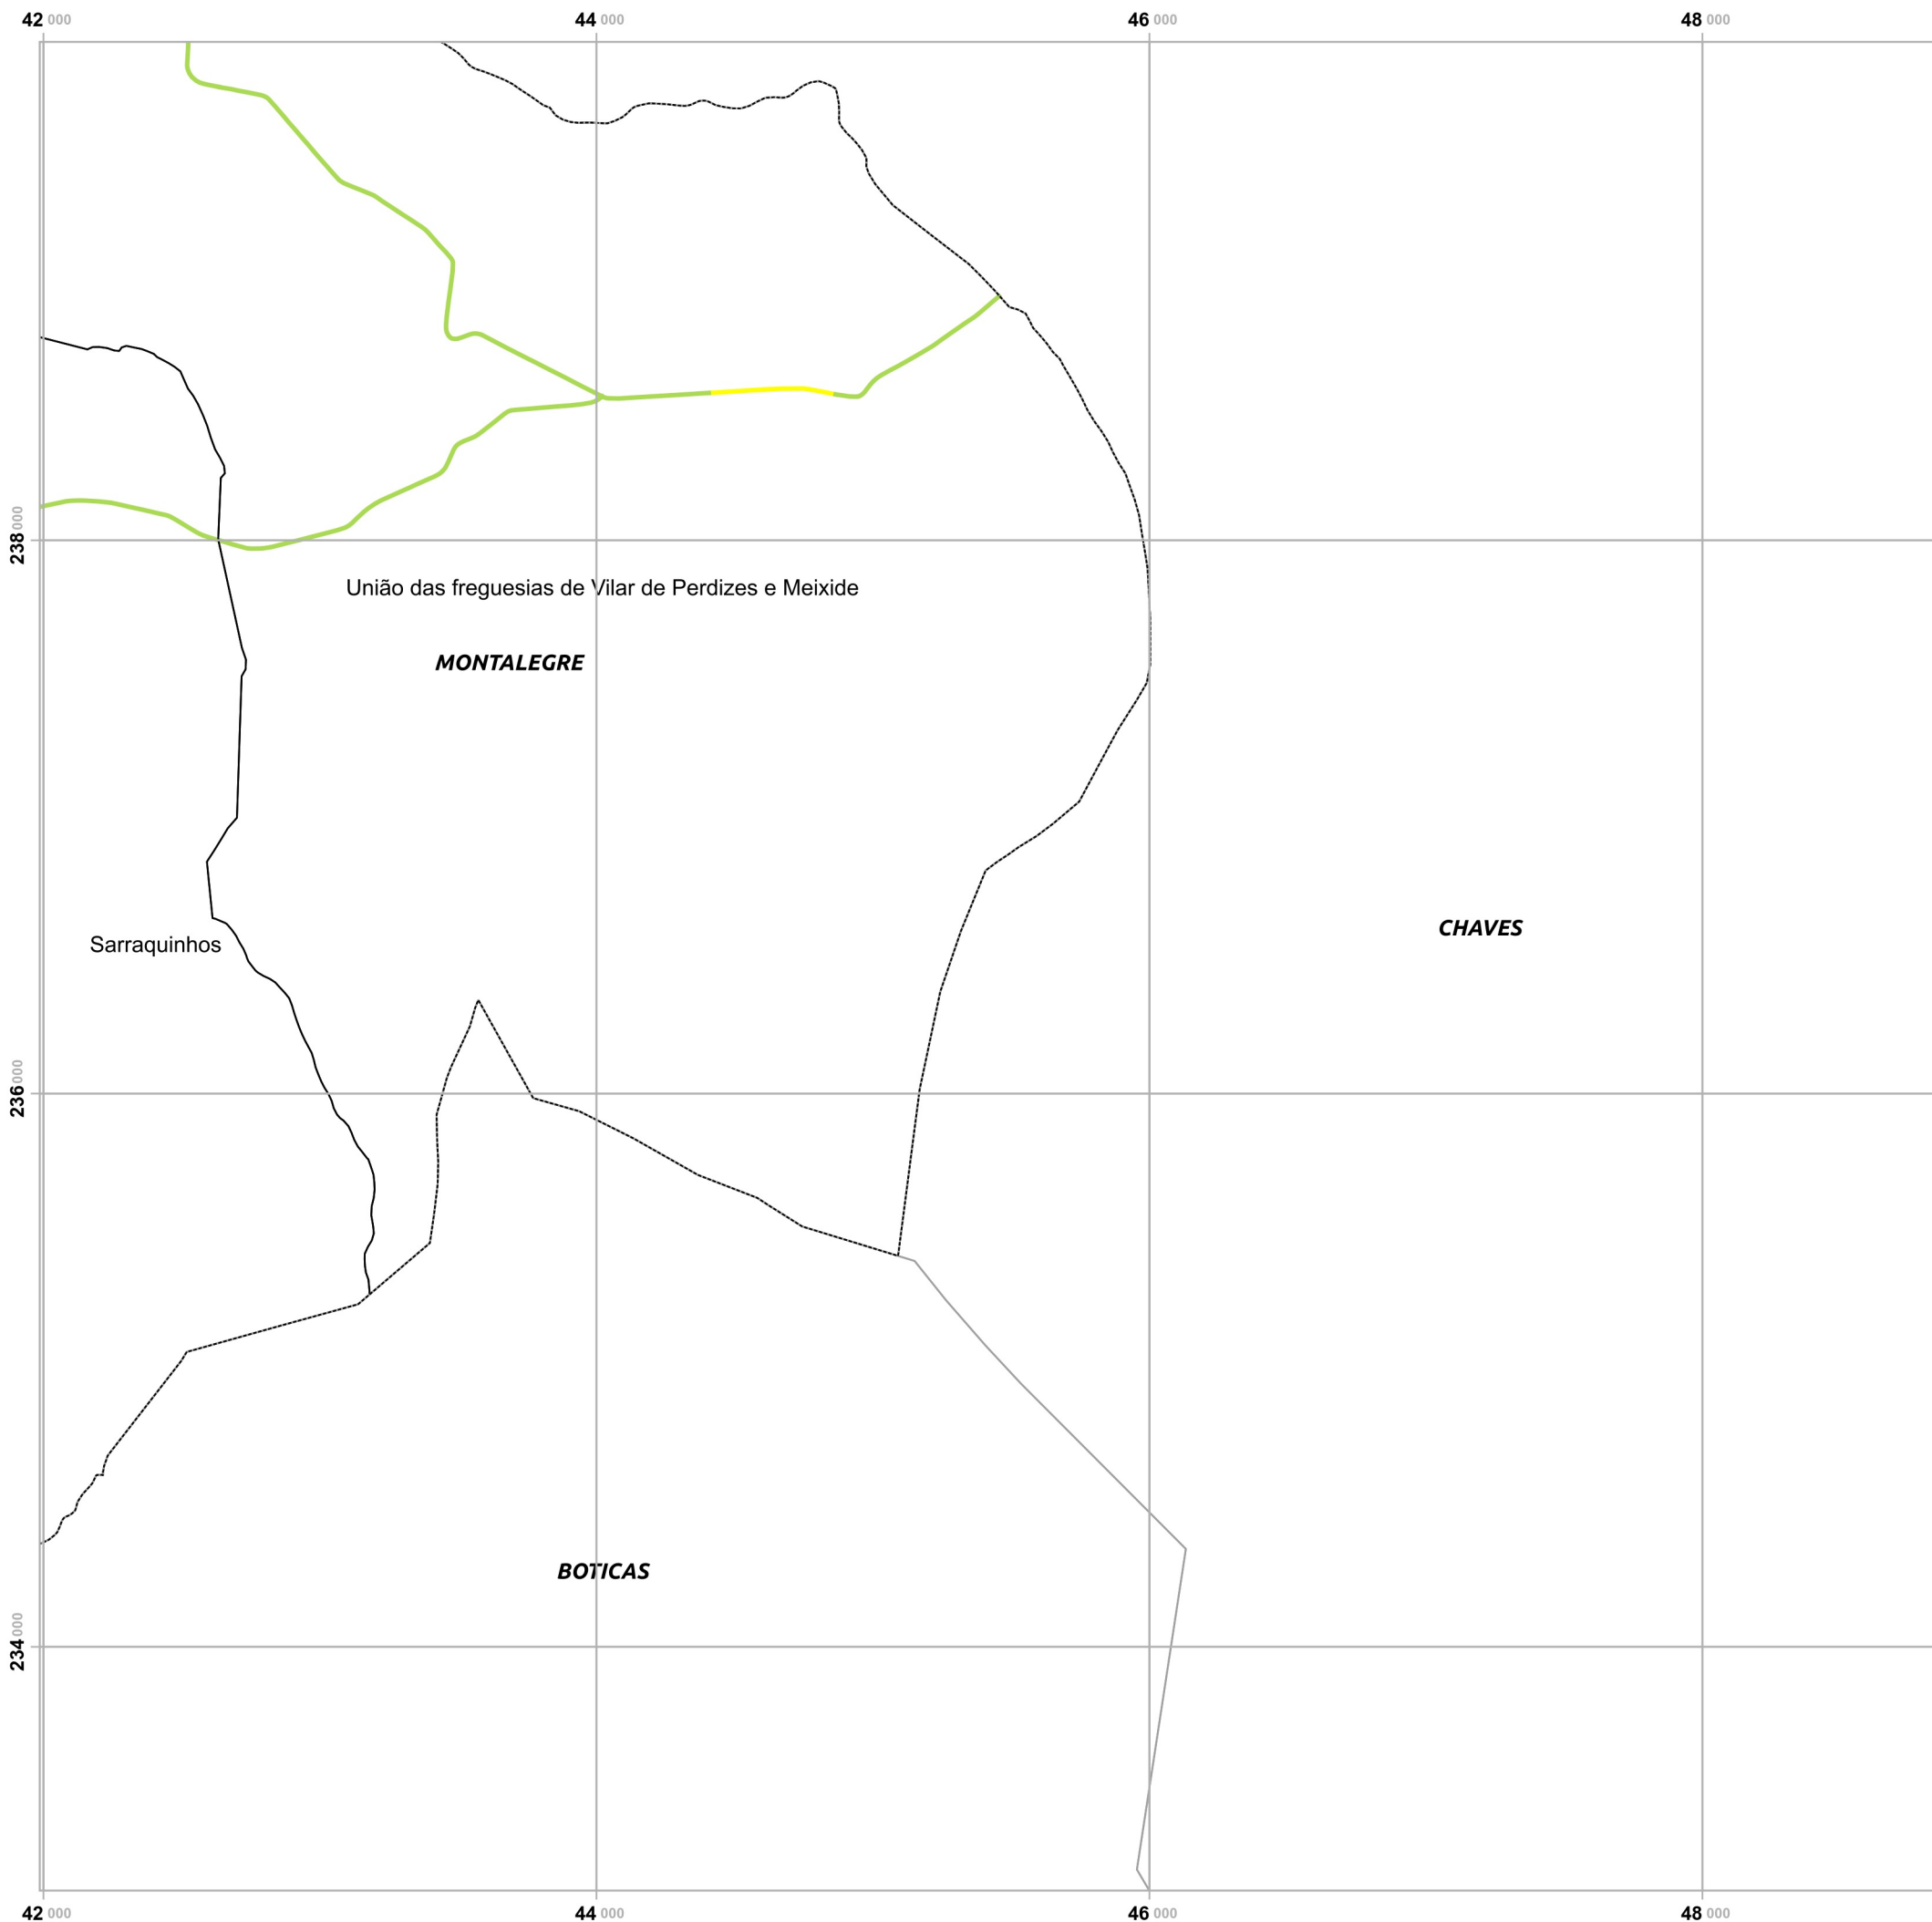 42 000 44 000 46 000 48 000
238 000
União das freguesias de Vilar de Perdizes e Meixide
MONTALEGRE
CHAVES
Sarraquinhos
236 000
BOTICAS
234 000
42 000 44 000 46 000 48 000